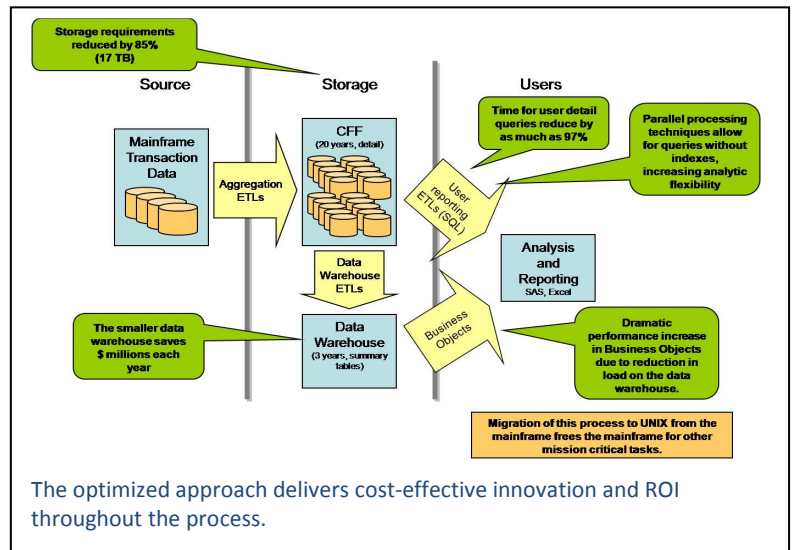 Storage requirements
reduced by 85%
(17 TB)
Source
Storage
Users
Mainframe
Transaction
Data
Aggregation
ETLs
CFF
(20 years, detail)
Time for user detail
queries reduce by
as much as 97%
Parallel processing
techniques allow
for queries without
indexes,
increasing analytic
flexibility
User
reporting
ETLs (SQL)
Data
Warehouse
ETLs
Analysis
and
Reporting
SAS, Excel
The smaller data
warehouse saves
$ millions each
year
Data
Warehouse
(3 years, summary
tables)
Business
Objects
Dramatic
performance increase
in Business Objects
due to reduction in
load on the data
warehouse.
Migration of this process to UNIX from the
mainframe frees the mainframe for other
mission critical tasks.
The optimized approach delivers cost-effective innovation and ROI
throughout the process.